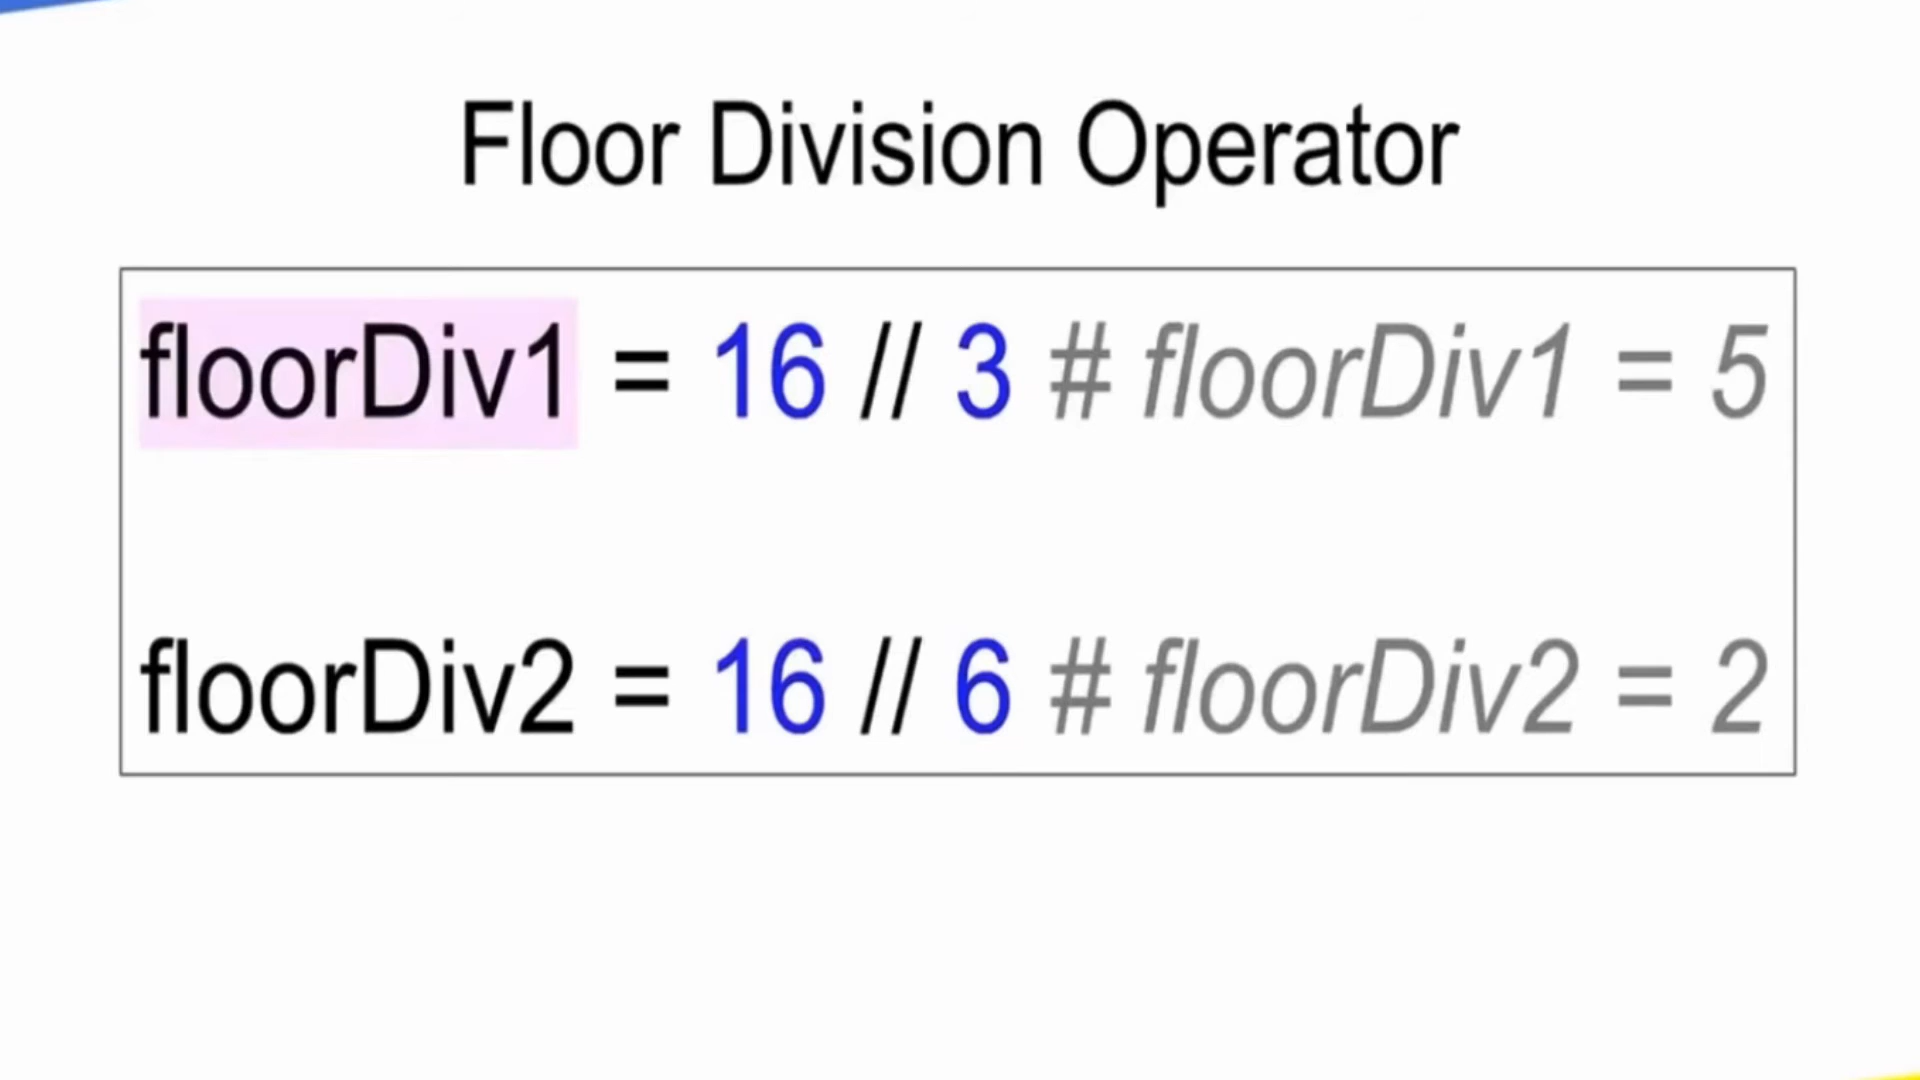 Floor Division Operator
floorDiv1 = 16 // 3 # floorDiv1 = 5
floorDiv2 = 16 // 6 # floorDiv2 = 2